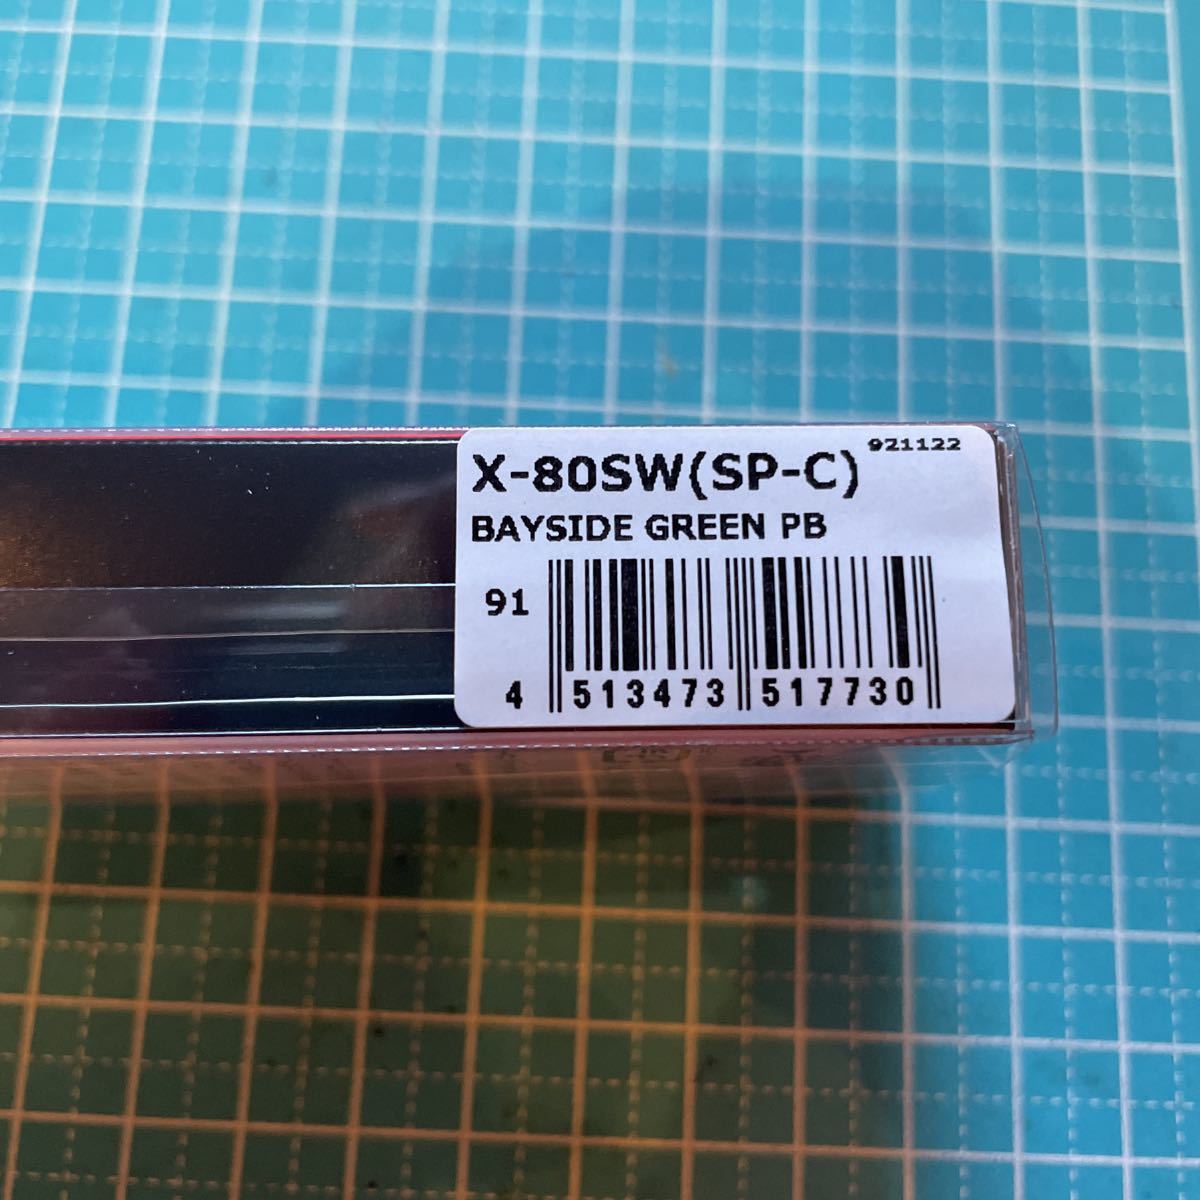 921122
X-80SW(SP-C)
BAYSIDE GREEN PB
91
4 513473 517730